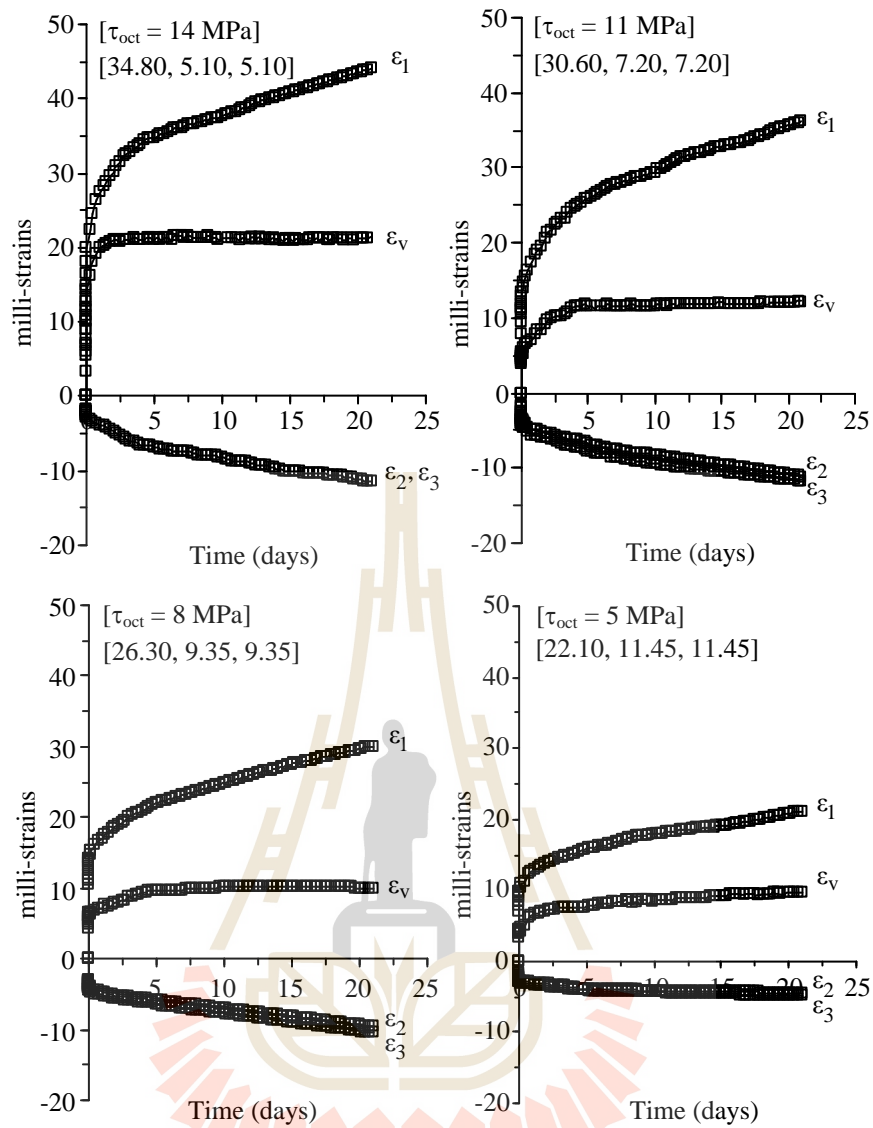 [τoct = 14 MPa]
[34.80, 5.10, 5.10]
milli-strains
50
40
30
20
10
0
-10
-20
5
10
15
20
25
ε1
εv
ε2, ε3
Time (days)
[τoct = 11 MPa]
[30.60, 7.20, 7.20]
milli-strains
50
40
30
20
10
0
-10
-20
5
10
15
20
25
ε1
εv
ε2
ε3
Time (days)
[τoct = 8 MPa]
[26.30, 9.35, 9.35]
milli-strains
50
40
30
20
10
0
-10
-20
5
10
15
20
25
ε1
εv
ε2
ε3
Time (days)
[τoct = 5 MPa]
[22.10, 11.45, 11.45]
milli-strains
50
40
30
20
10
0
-10
-20
5
10
15
20
25
ε1
εv
ε2
ε3
Time (days)